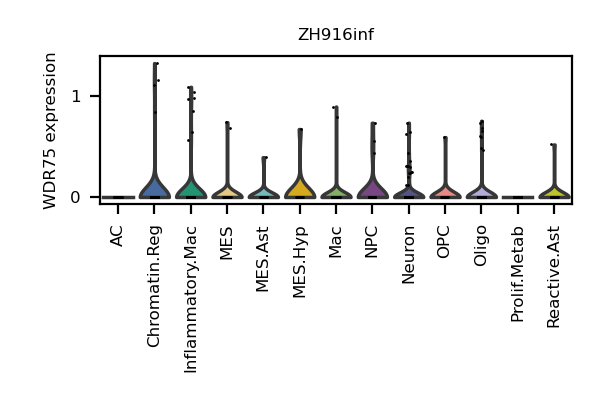 ZH916inf
WDR75 expression
1
0
AC
Chromatin.Reg
Inflammatory.Mac
MES
MES.Ast
MES.Hyp
Mac
NPC
Neuron
OPC
Oligo
Prolif.Metab
Reactive.Ast